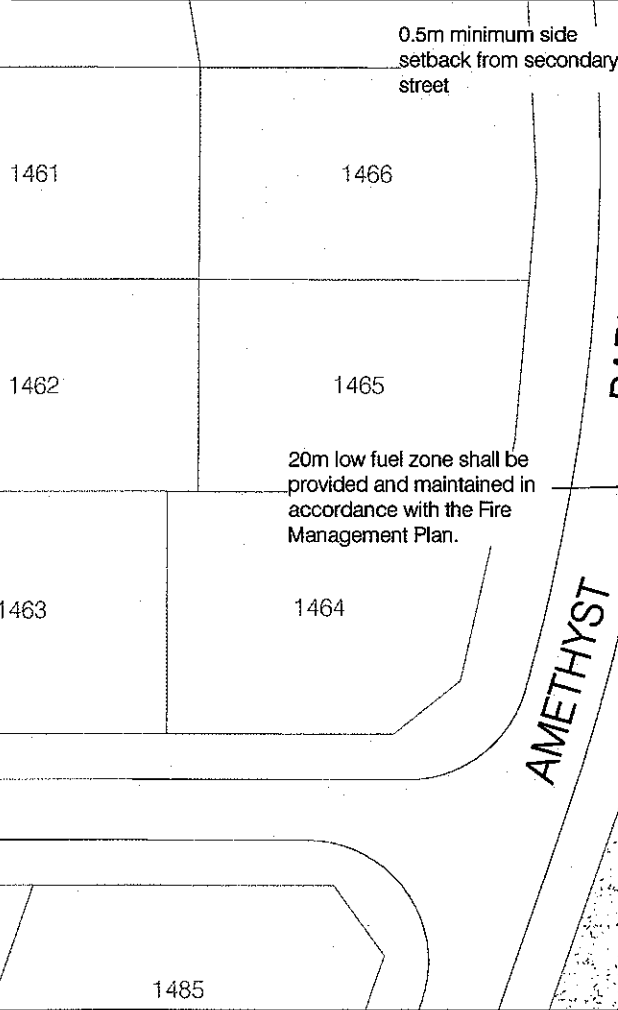 0.5m minimum side
setback from secondary
street
1461
1466
1462
1465
20m low fuel zone shall be
provided and maintained in
accordance with the Fire
Management Plan.
1463
1464
AMETHYST
1485